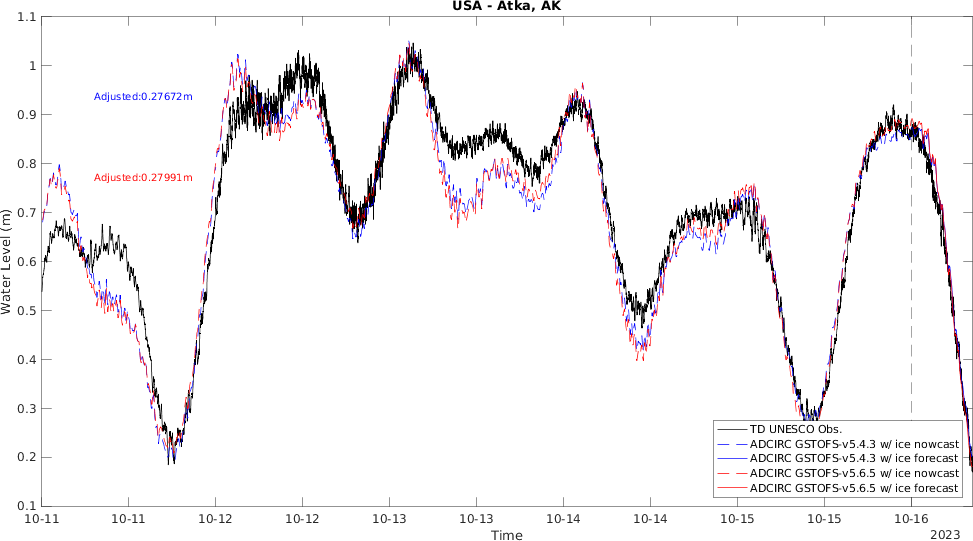 USA - Atka, AK
1.1
1
0.9
0.8
0.7
0.6
0.5
0.4
0.3
0.2
0.1
Water Level (m)
Adjusted:0.27672m
Adjusted:0.27991m
TD UNESCO Obs.
ADCIRC GSTOFS-v5.4.3 w/ ice nowcast
ADCIRC GSTOFS-v5.4.3 w/ ice forecast
ADCIRC GSTOFS-v5.6.5 w/ ice nowcast
ADCIRC GSTOFS-v5.6.5 w/ ice forecast
10-11 10-11 10-12 10-12 10-13 10-13 10-14 10-14 10-15 10-15 10-16
Time
2023